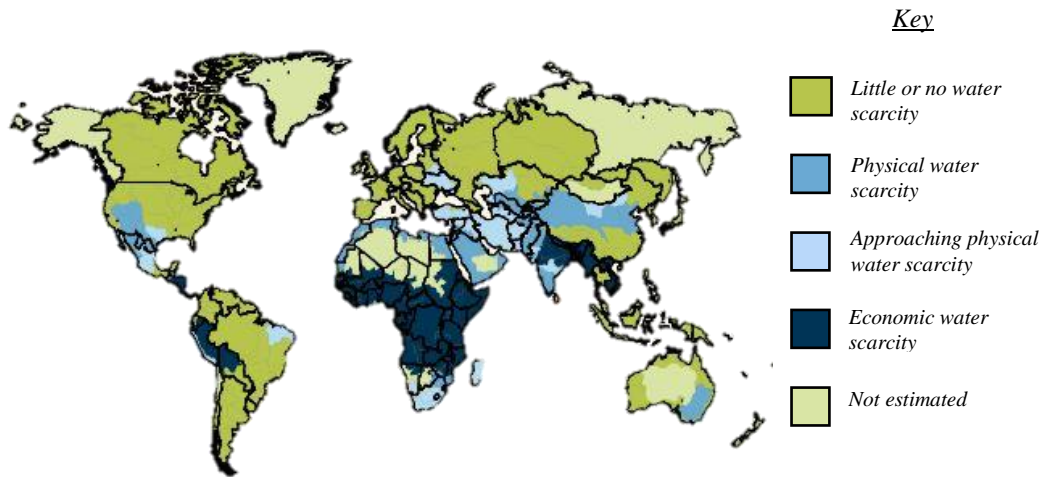 Key
Little or no water
scarcity
Physical water
scarcity
Approaching physical
water scarcity
Economic water
scarcity
Not estimated